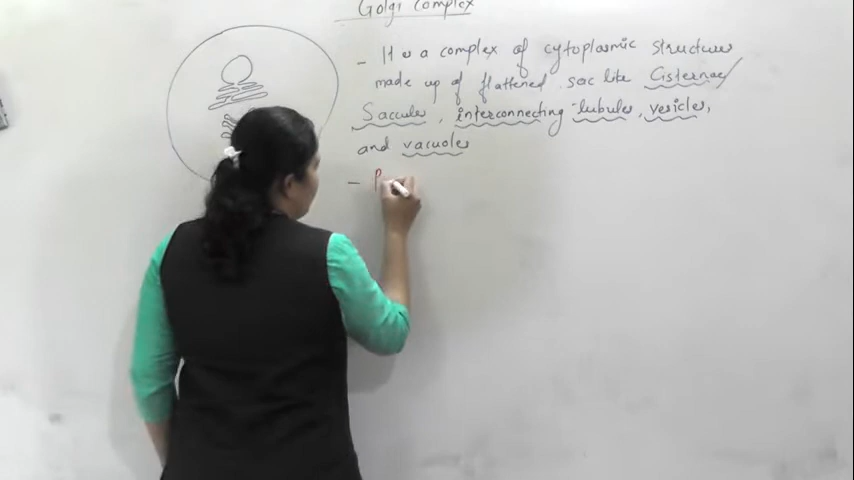 Golgi Complex
- It is a complex of cytoplasmic structures
made up of flattened sac like Cisternae/
Saccules, interconnecting tubules, vesicles,
and vacuoles
- P